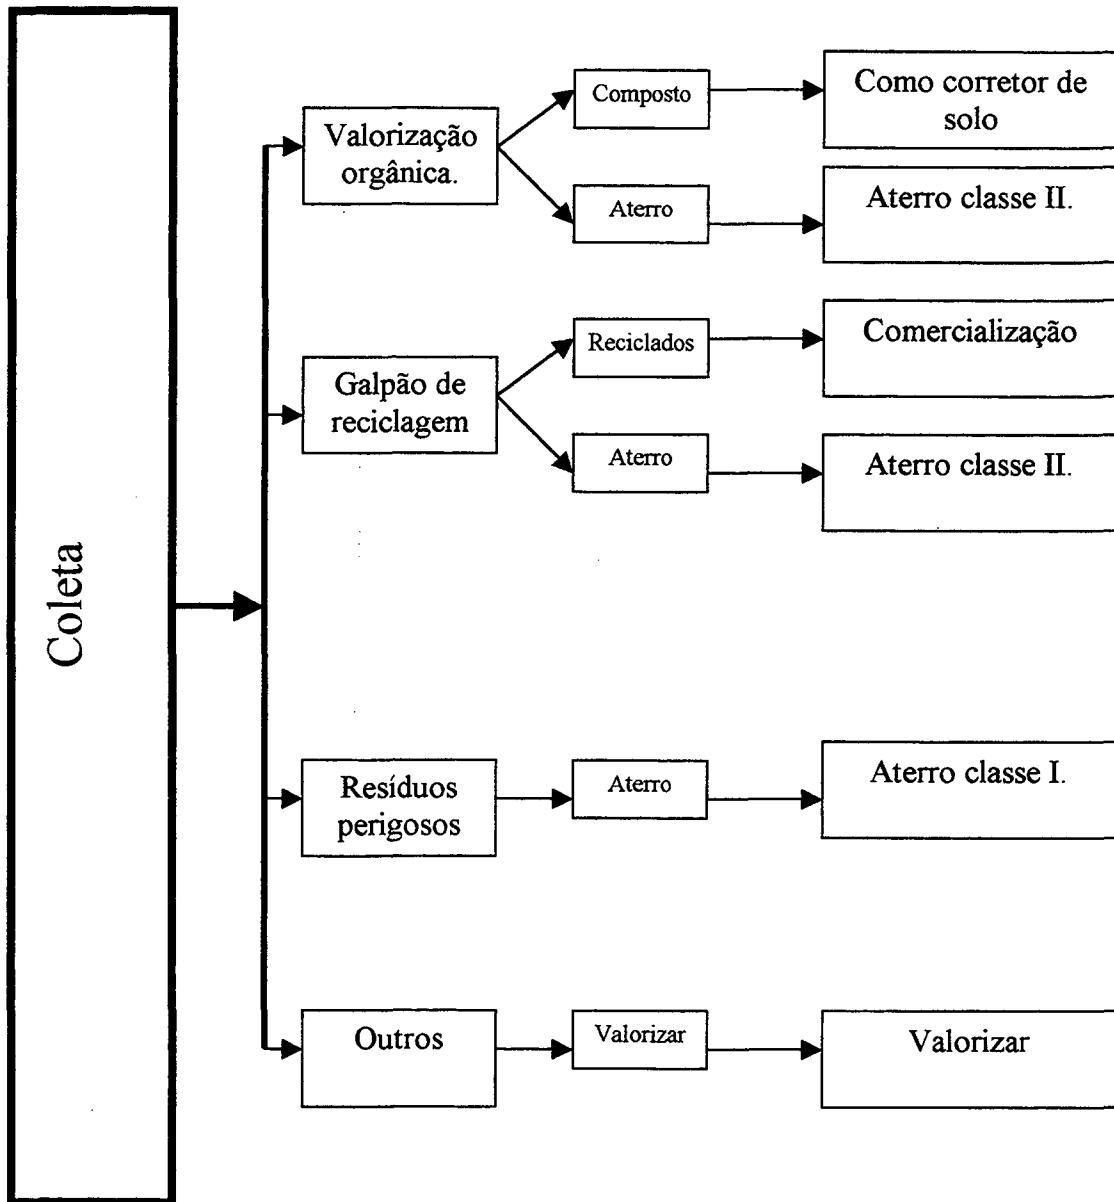 Coleta
Valorização
orgânica.
Composto
Como corretor de
solo
Aterro
Aterro classe II.
Galpão de
reciclagem
Reciclados
Comercialização
Aterro
Aterro classe II.
Resíduos
perigosos
Aterro
Aterro classe I.
Outros
Valorizar
Valorizar